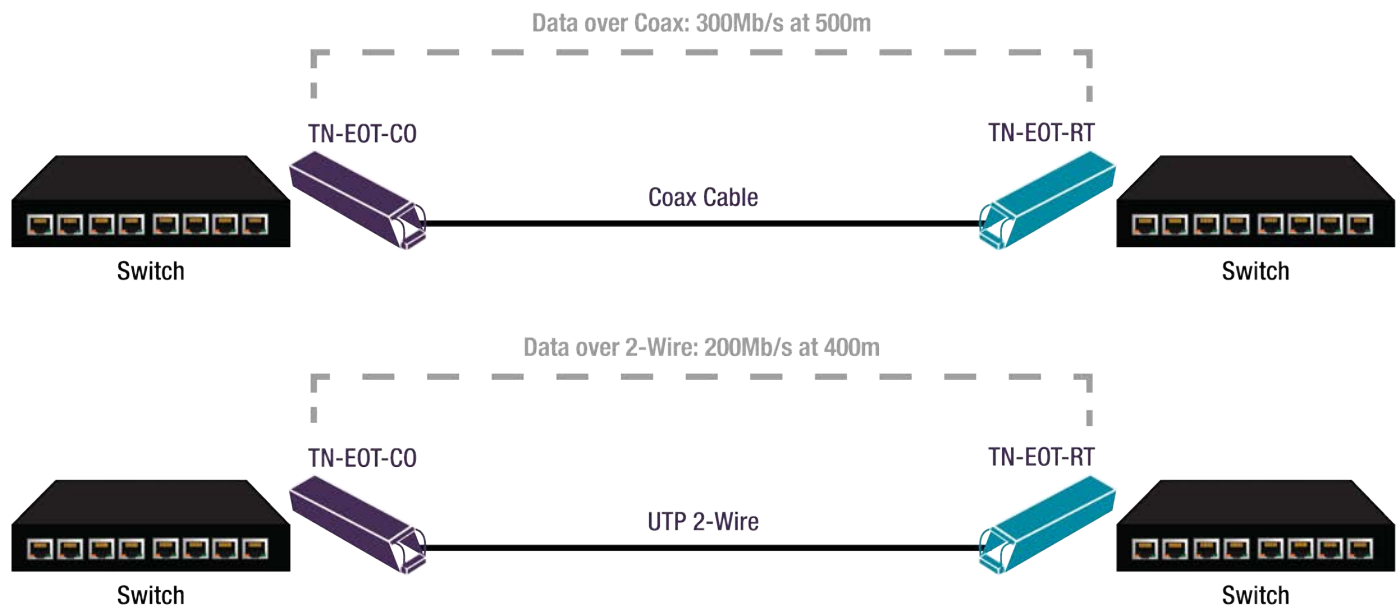 Data over Coax: 300Mb/s at 500m
TN-EOT-CO
TN-EOT-RT
Coax Cable
Switch
Switch
Data over 2-Wire: 200Mb/s at 400m
TN-EOT-CO
TN-EOT-RT
UTP 2-Wire
Switch
Switch